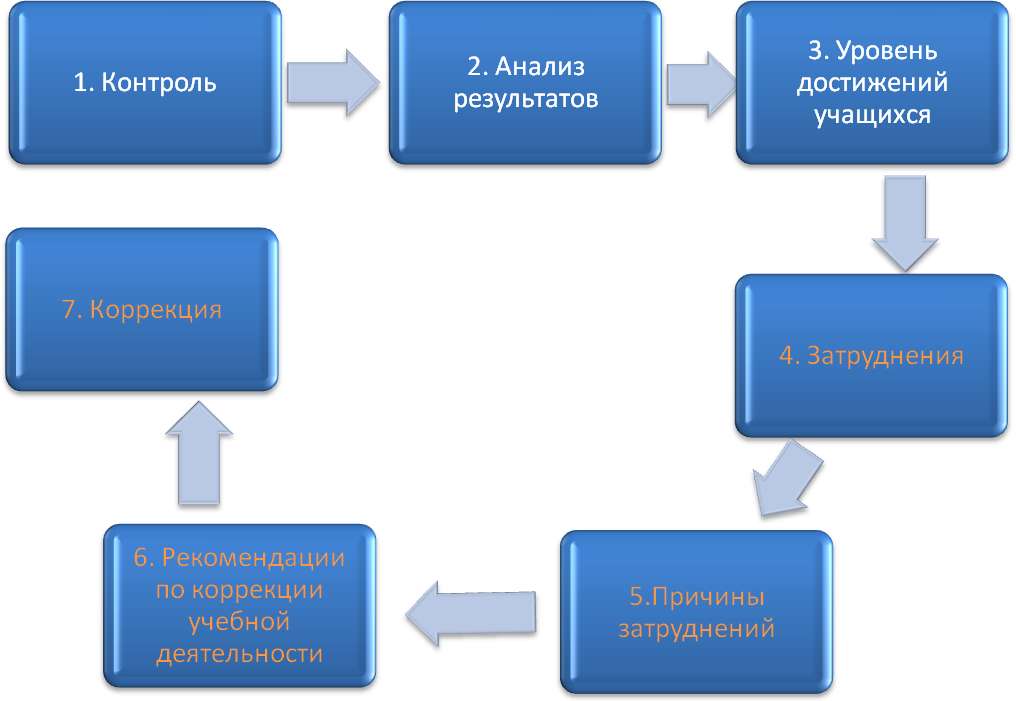 1. Контроль
2. Анализ
результатов
3. Уровень
достижений
учащихся
4. Затруднения
5.Причины
затруднений
6. Рекомендации
по коррекции
учебной
деятельности
7. Коррекция